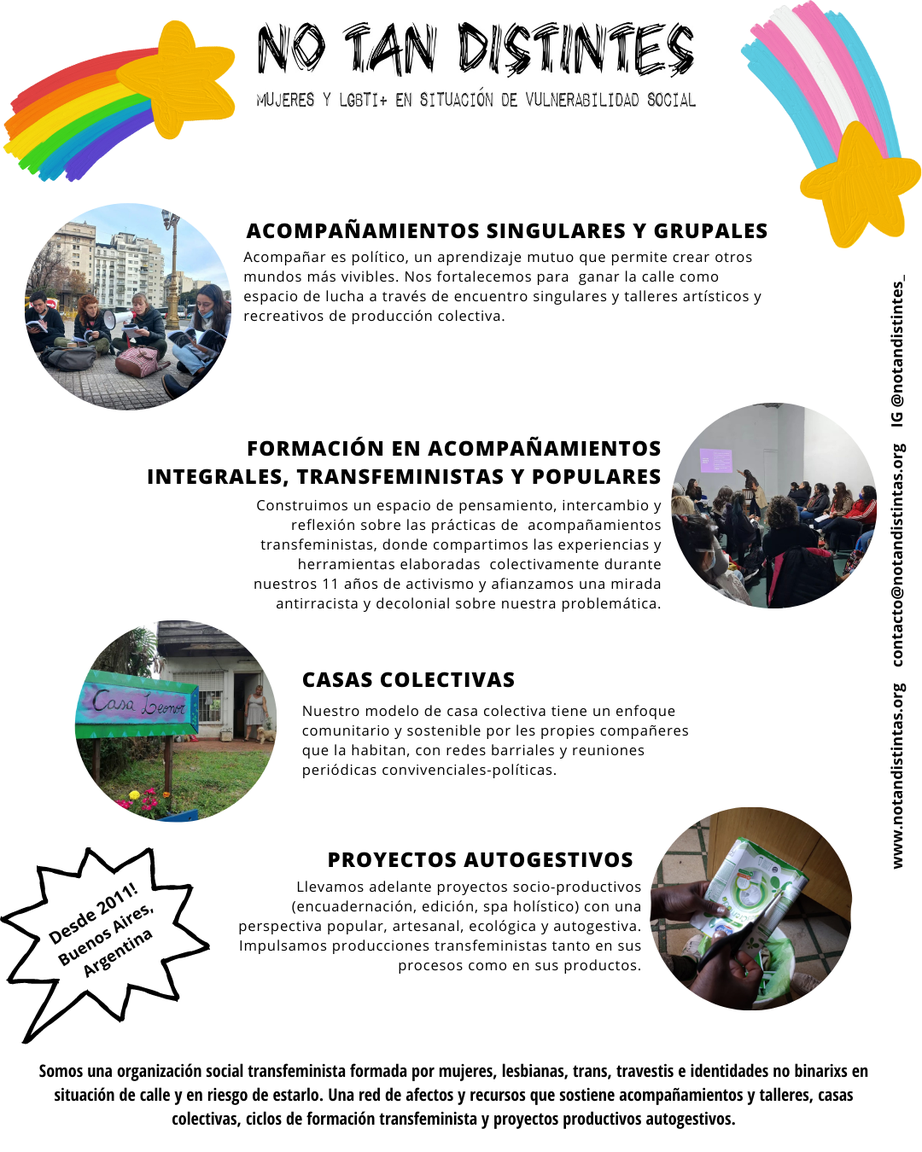 NO TAN DISTINTES
MUJERES Y LGBTI+ EN SITUACIÓN DE VULNERABILIDAD SOCIAL
ACOMPAÑAMIENTOS SINGULARES Y GRUPALES
Acompañar es político, un aprendizaje mutuo que permite crear otros
mundos más vivibles. Nos fortalecemos para ganar la calle como
espacio de lucha a través de encuentro singulares y talleres artísticos y
recreativos de producción colectiva.
FORMACIÓN EN ACOMPAÑAMIENTOS
INTEGRALES, TRANSFEMINISTAS Y POPULARES
Construimos un espacio de pensamiento, intercambio y
reflexión sobre las prácticas de acompañamientos
transfeministas, donde compartimos las experiencias y
herramientas elaboradas colectivamente durante
nuestros 11 años de activismo y afianzamos una mirada
antirracista y decolonial sobre nuestra problemática.
Casa Leonor
CASAS COLECTIVAS
Nuestro modelo de casa colectiva tiene un enfoque
comunitario y sostenible por les propies compañeres
que la habitan, con redes barriales y reuniones
periódicas convivenciales-políticas.
PROYECTOS AUTOGESTIVOS
Llevamos adelante proyectos socio-productivos
(encuadernación, edición, spa holístico) con una
perspectiva popular, artesanal, ecológica y autogestiva.
Impulsamos producciones transfeministas tanto en sus
procesos como en sus productos.
Desde 2011!
Buenos Aires,
Argentina
www.notandistintas.org contacto@notandistintas.org IG @notandistintes_
Somos una organización social transfeminista formada por mujeres, lesbianas, trans, travestis e identidades no binarixs en
situación de calle y en riesgo de estarlo. Una red de afectos y recursos que sostiene acompañamientos y talleres, casas
colectivas, ciclos de formación transfeminista y proyectos productivos autogestivos.